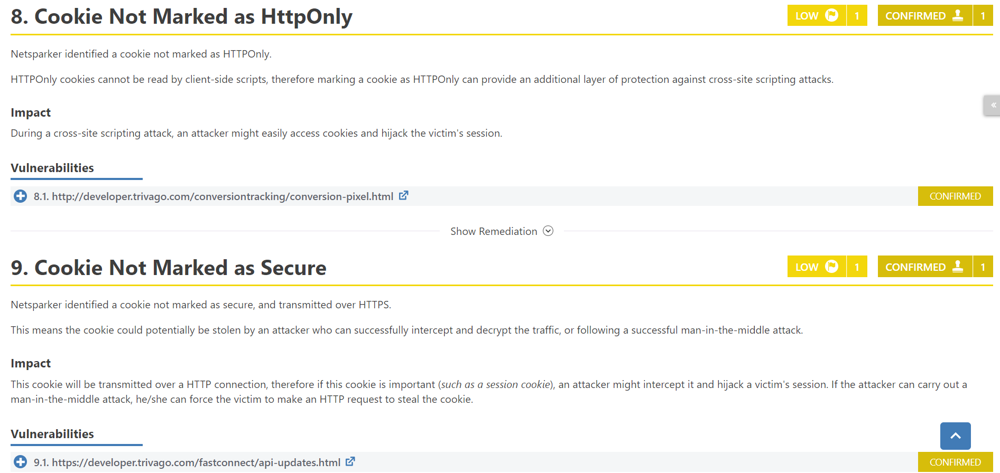 8. Cookie Not Marked as HttpOnly
LOW 1 CONFIRMED 1
Netsparker identified a cookie not marked as HTTPOnly.
HTTPOnly cookies cannot be read by client-side scripts, therefore marking a cookie as HTTPOnly can provide an additional layer of protection against cross-site scripting attacks.
Impact
During a cross-site scripting attack, an attacker might easily access cookies and hijack the victim's session.
Vulnerabilities
8.1. http://developer.trivago.com/conversiontracking/conversion-pixel.html CONFIRMED
Show Remediation
9. Cookie Not Marked as Secure
LOW 1 CONFIRMED 1
Netsparker identified a cookie not marked as secure, and transmitted over HTTPS.
This means the cookie could potentially be stolen by an attacker who can successfully intercept and decrypt the traffic, or following a successful man-in-the-middle attack.
Impact
This cookie will be transmitted over a HTTP connection, therefore if this cookie is important (such as a session cookie), an attacker might intercept it and hijack a victim's session. If the attacker can carry out a
man-in-the-middle attack, he/she can force the victim to make an HTTP request to steal the cookie.
Vulnerabilities
9.1. https://developer.trivago.com/fastconnect/api-updates.html CONFIRMED